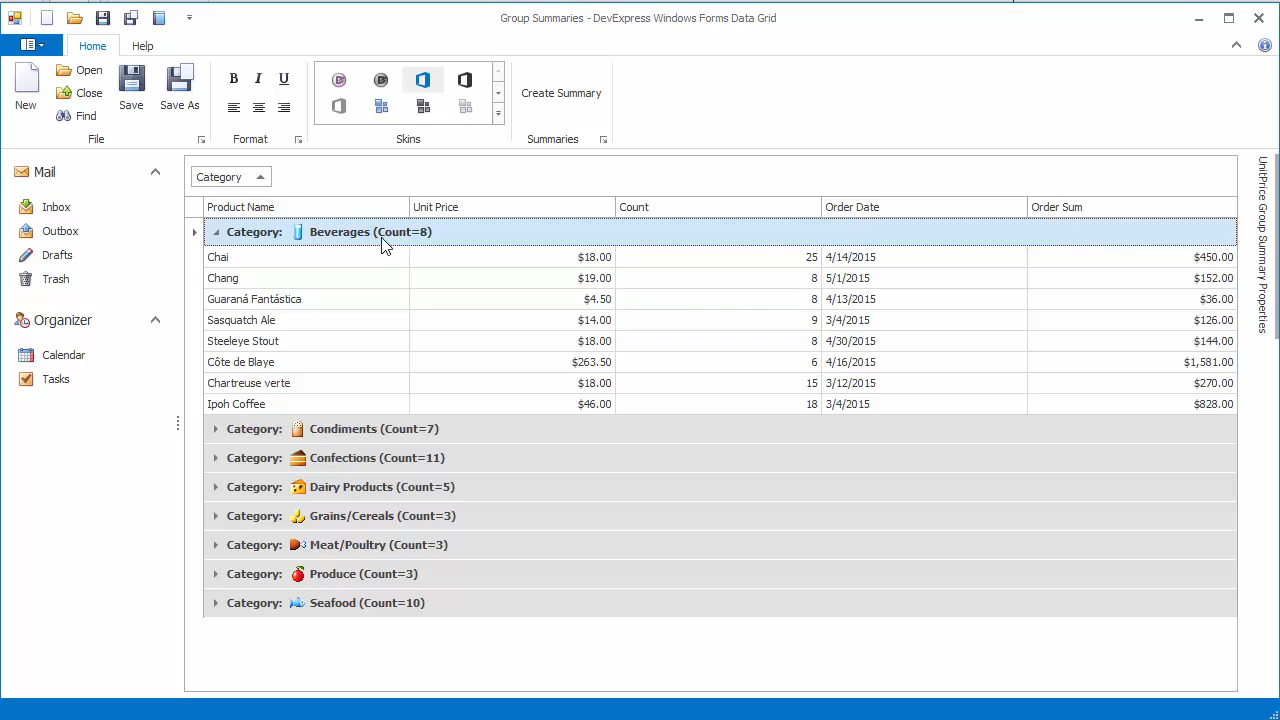 Group Summaries - DevExpress Windows Forms Data Grid
Home Help
New
Open
Close
Find
Save
Save As
B I U
Create Summary
File Format Skins Summaries
Mail
Inbox
Outbox
Drafts
Trash
Organizer
Calendar
Tasks
Category
Product Name Unit Price Count Order Date Order Sum
Category: Beverages (Count=8)
Chai $18.00 25 4/14/2015 $450.00
Chang $19.00 8 5/1/2015 $152.00
Guaraná Fantástica $4.50 8 4/13/2015 $36.00
Sasquatch Ale $14.00 9 3/4/2015 $126.00
Steeleye Stout $18.00 8 4/30/2015 $144.00
Côte de Blaye $263.50 6 4/16/2015 $1,581.00
Chartreuse verte $18.00 15 3/12/2015 $270.00
Ipoh Coffee $46.00 18 3/4/2015 $828.00
Category: Condiments (Count=7)
Category: Confections (Count=11)
Category: Dairy Products (Count=5)
Category: Grains/Cereals (Count=3)
Category: Meat/Poultry (Count=3)
Category: Produce (Count=3)
Category: Seafood (Count=10)
UnitPrice Group Summary Properties